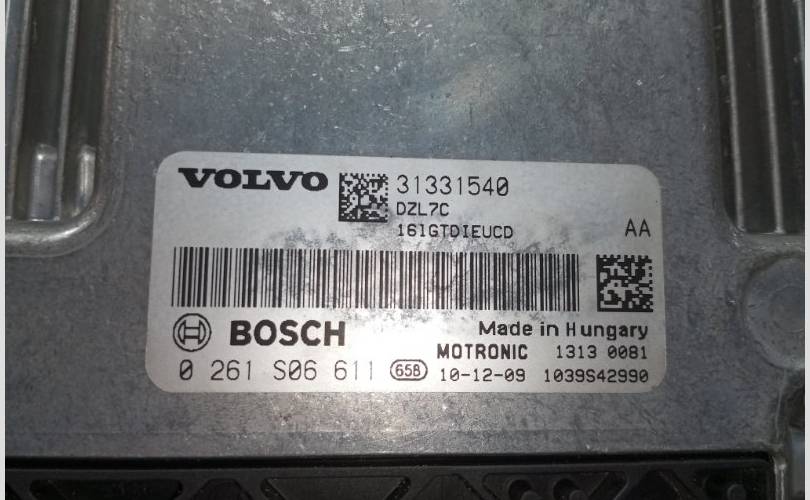 VOLVO 31331540
DZL7C
161GTDIEUCD AA
BOSCH Made in Hungary
MOTRONIC 1313 0081
0 261 S06 611 658 10-12-09 1039S42990